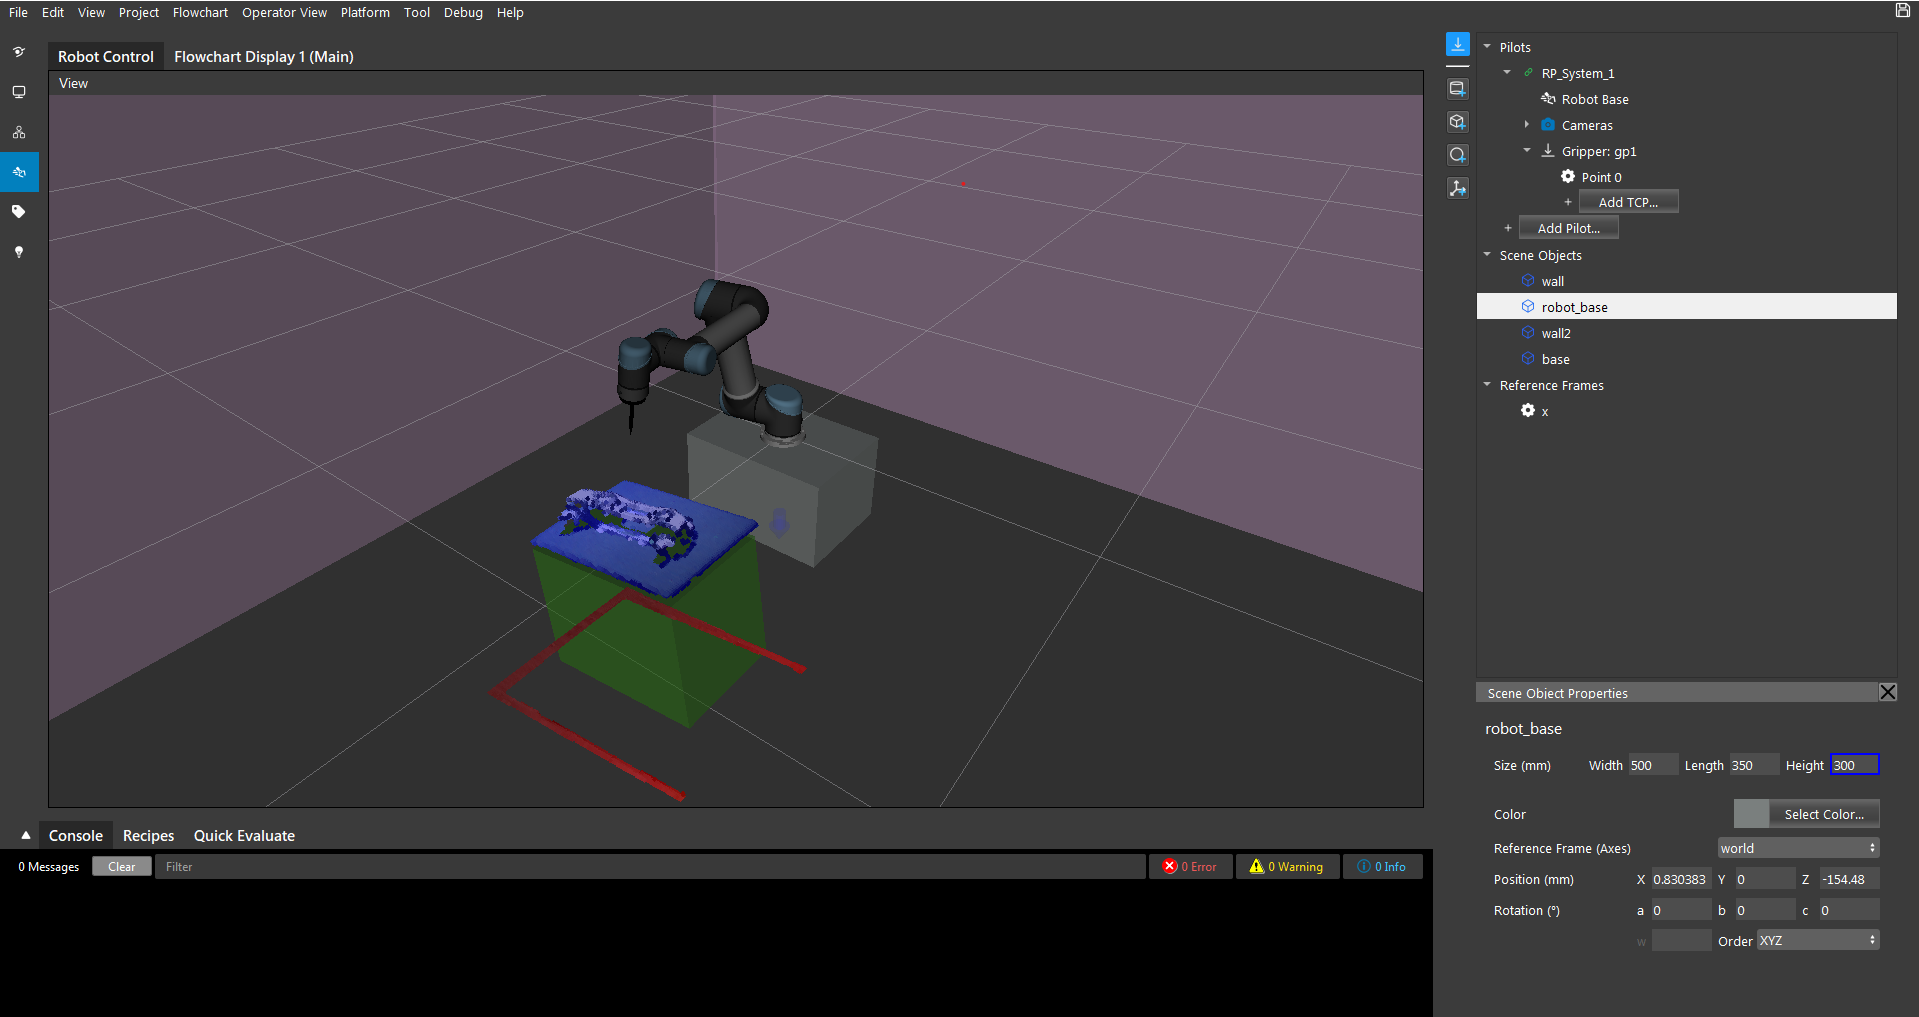 File Edit View Project Flowchart Operator View Platform Tool Debug Help
Robot Control Flowchart Display 1 (Main)
View
Pilots
RP_System_1
Robot Base
Cameras
Gripper: gp1
Point 0
+ Add TCP...
+ Add Pilot...
Scene Objects
wall
robot_base
wall2
base
Reference Frames
x
Scene Object Properties
robot_base
Size (mm) Width 500 Length 350 Height 300
Color Select Color...
Reference Frame (Axes) world
Position (mm) X 0.830383 Y 0 Z -154.48
Rotation (°) a 0 b 0 c 0
w Order XYZ
Console Recipes Quick Evaluate
0 Messages Clear Filter 0 Error 0 Warning 0 Info